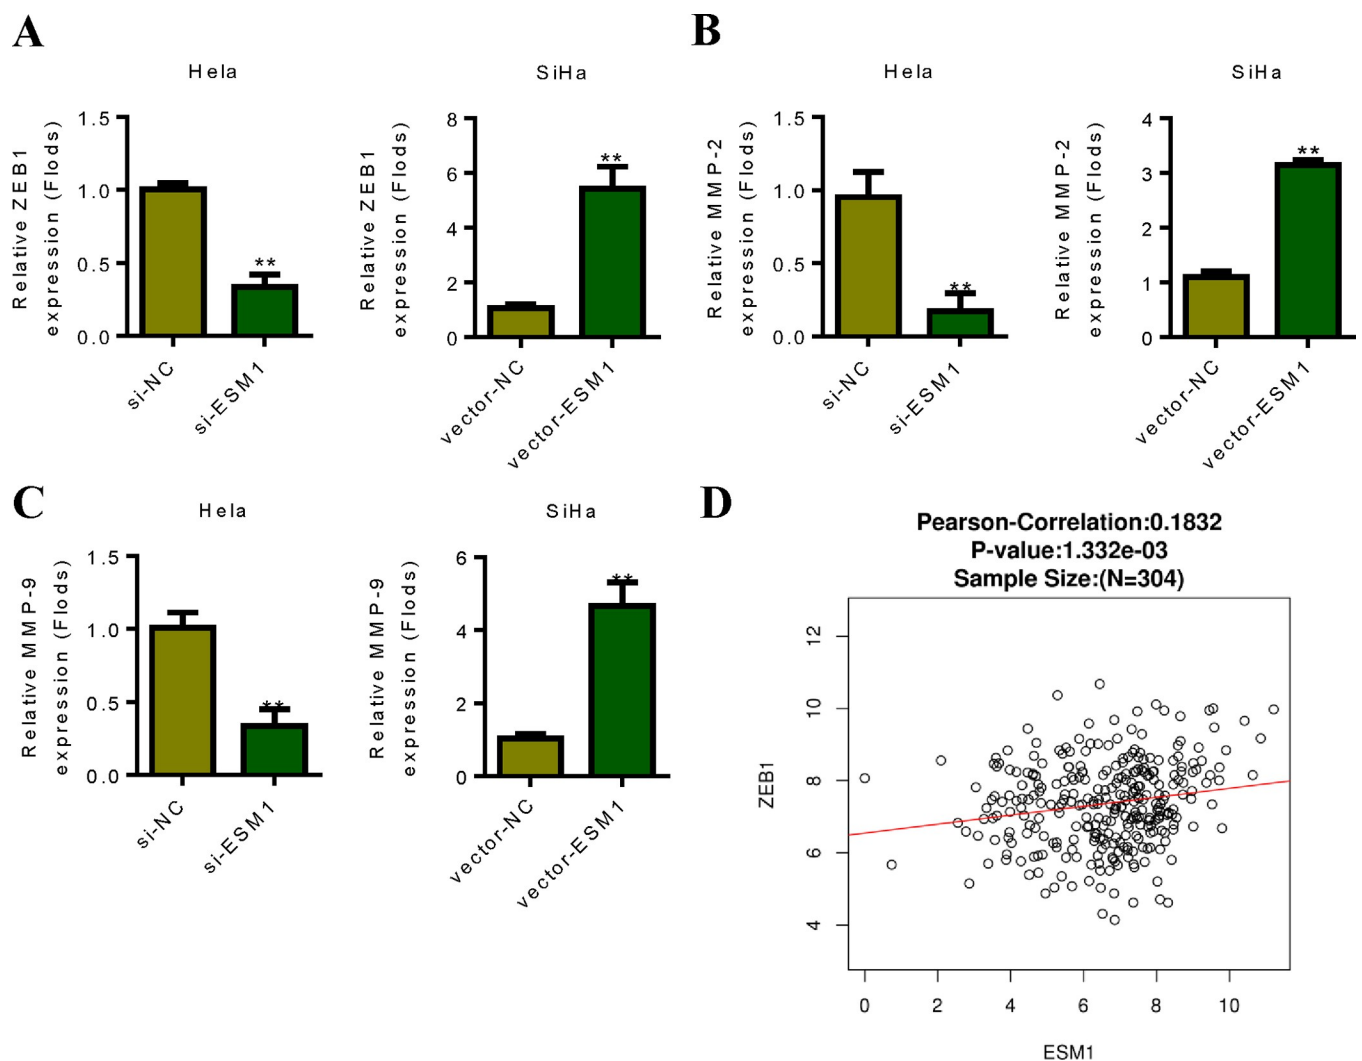 A
Hela
Relative ZEB1
expression (Flods)
1.5
1.0
0.5
0.0
**
si-NC
si-ESM1
SiHa
Relative ZEB1
expression (Flods)
8
6
4
2
0
**
vector-NC
vector-ESM1
B
Hela
Relative MMP-2
expression (Flods)
1.5
1.0
0.5
0.0
**
si-NC
si-ESM1
SiHa
Relative MMP-2
expression (Flods)
4
3
2
1
0
**
vector-NC
vector-ESM1
C
Hela
Relative MMP-9
expression (Flods)
1.5
1.0
0.5
0.0
**
si-NC
si-ESM1
SiHa
Relative MMP-9
expression (Flods)
6
4
2
0
**
vector-NC
vector-ESM1
D
Pearson-Correlation:0.1832
P-value:1.332e-03
Sample Size:(N=304)
ZEB1
12
10
8
6
4
0 2 4 6 8 10
ESM1